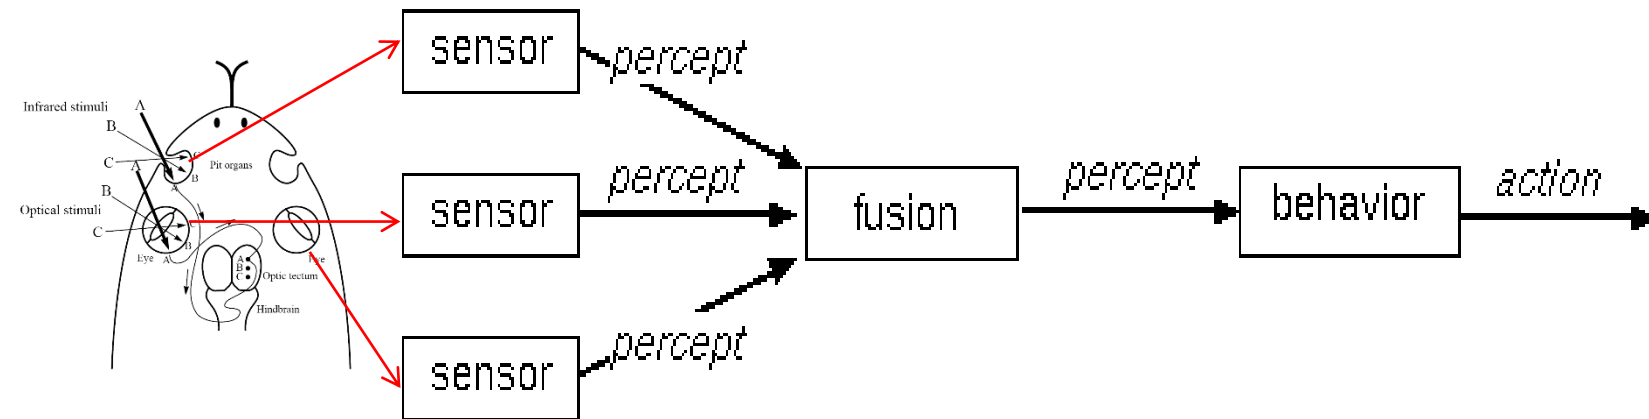 Infrared stimuli
A
B
C
A
C
B
A
Pit organs
B
Optical stimuli
C
C
B
A
Eye
A
B
C
Optic tectum
Hindbrain
sensor
percept
sensor
percept
sensor
percept
fusion
percept
behavior
action